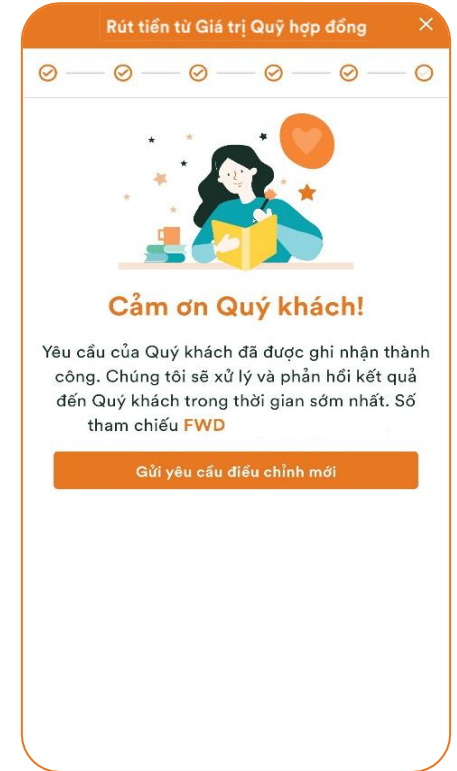 Rút tiền từ Giá trị Quỹ hợp đồng
Cảm ơn Quý khách!
Yêu cầu của Quý khách đã được ghi nhận thành
công. Chúng tôi sẽ xử lý và phản hồi kết quả
đến Quý khách trong thời gian sớm nhất. Số
tham chiếu FWD
Gửi yêu cầu điều chỉnh mới